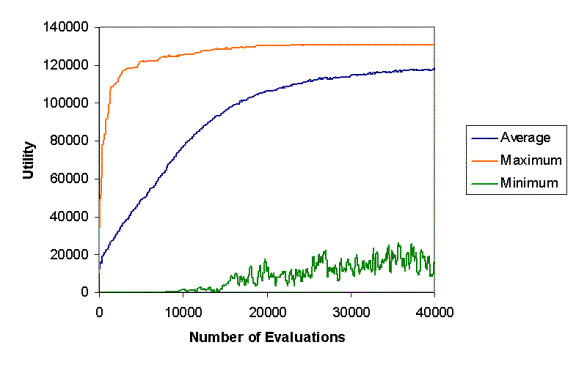 140000
120000
100000
80000
60000
40000
20000
0
Utility
0 10000 20000 30000 40000
Number of Evaluations
Average
Maximum
Minimum